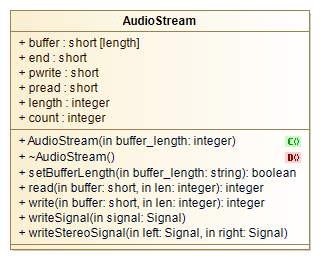 AudioStream
+ buffer : short [length]
+ end : short
+ pwrite : short
+ pread : short
+ length : integer
+ count : integer
+ AudioStream(in buffer_length: integer) C()
+ ~AudioStream() D()
+ setBufferLength(in buffer_length: string): boolean
+ read(in buffer: short, in len: integer): integer
+ write(in buffer: short, in len: integer): integer
+ writeSignal(in signal: Signal)
+ writeStereoSignal(in left: Signal, in right: Signal)